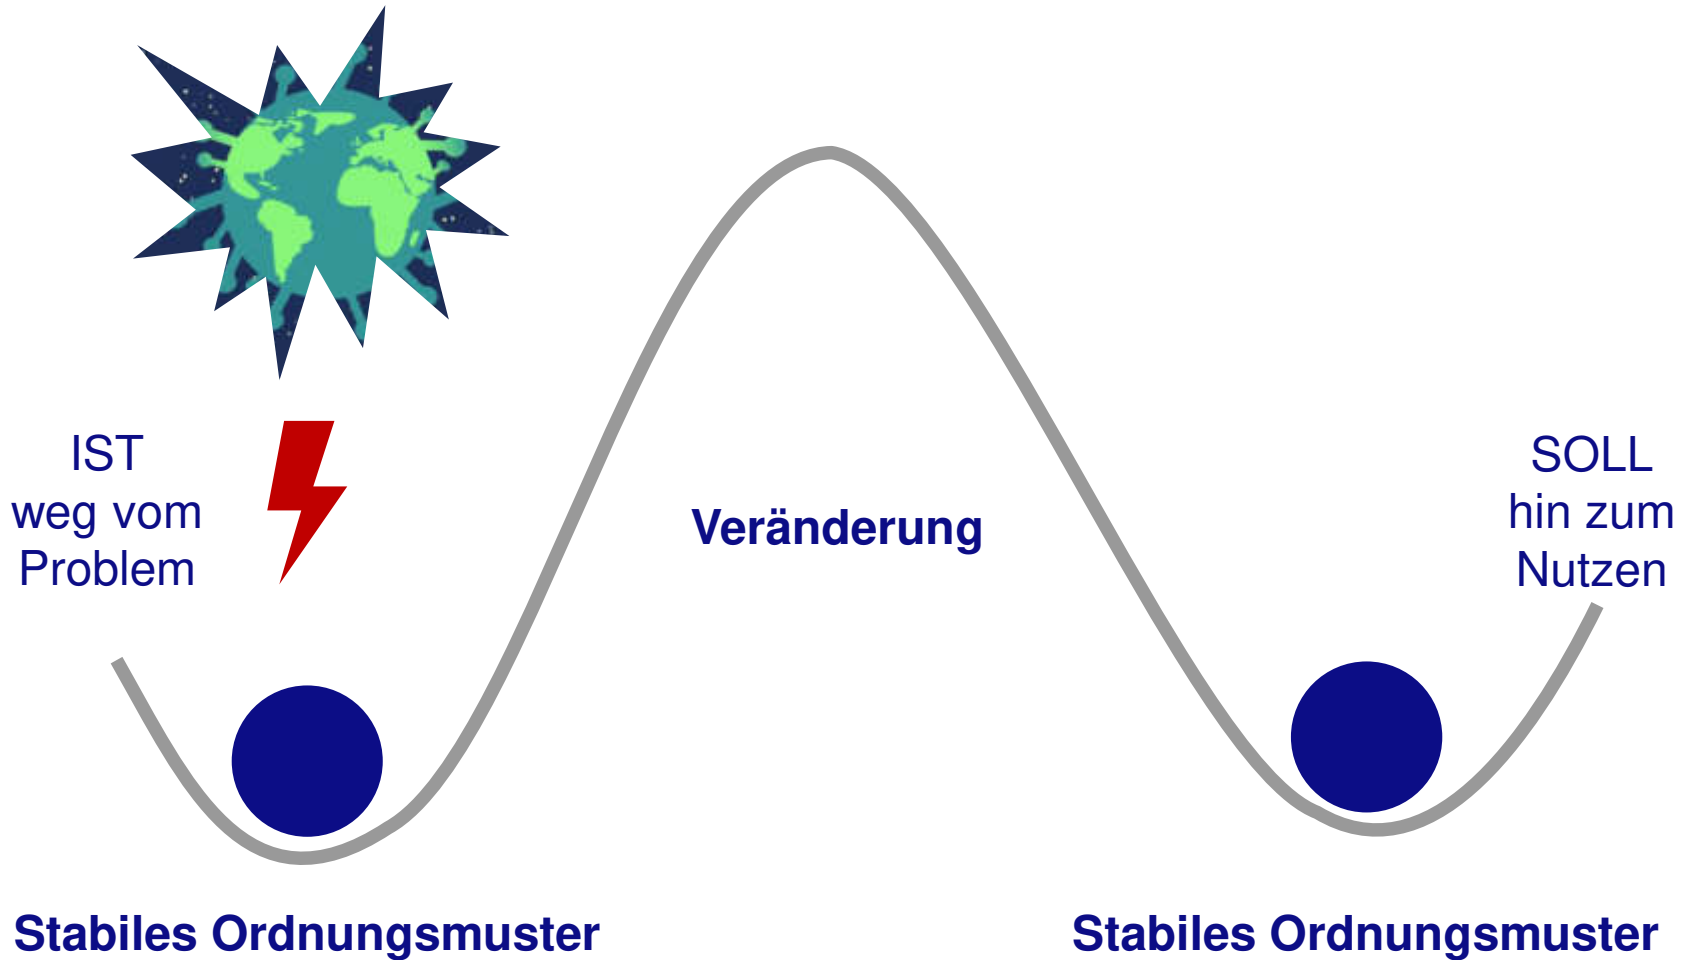 IST
weg vom
Problem
Veränderung
SOLL
hin zum
Nutzen
Stabiles Ordnungsmuster
Stabiles Ordnungsmuster